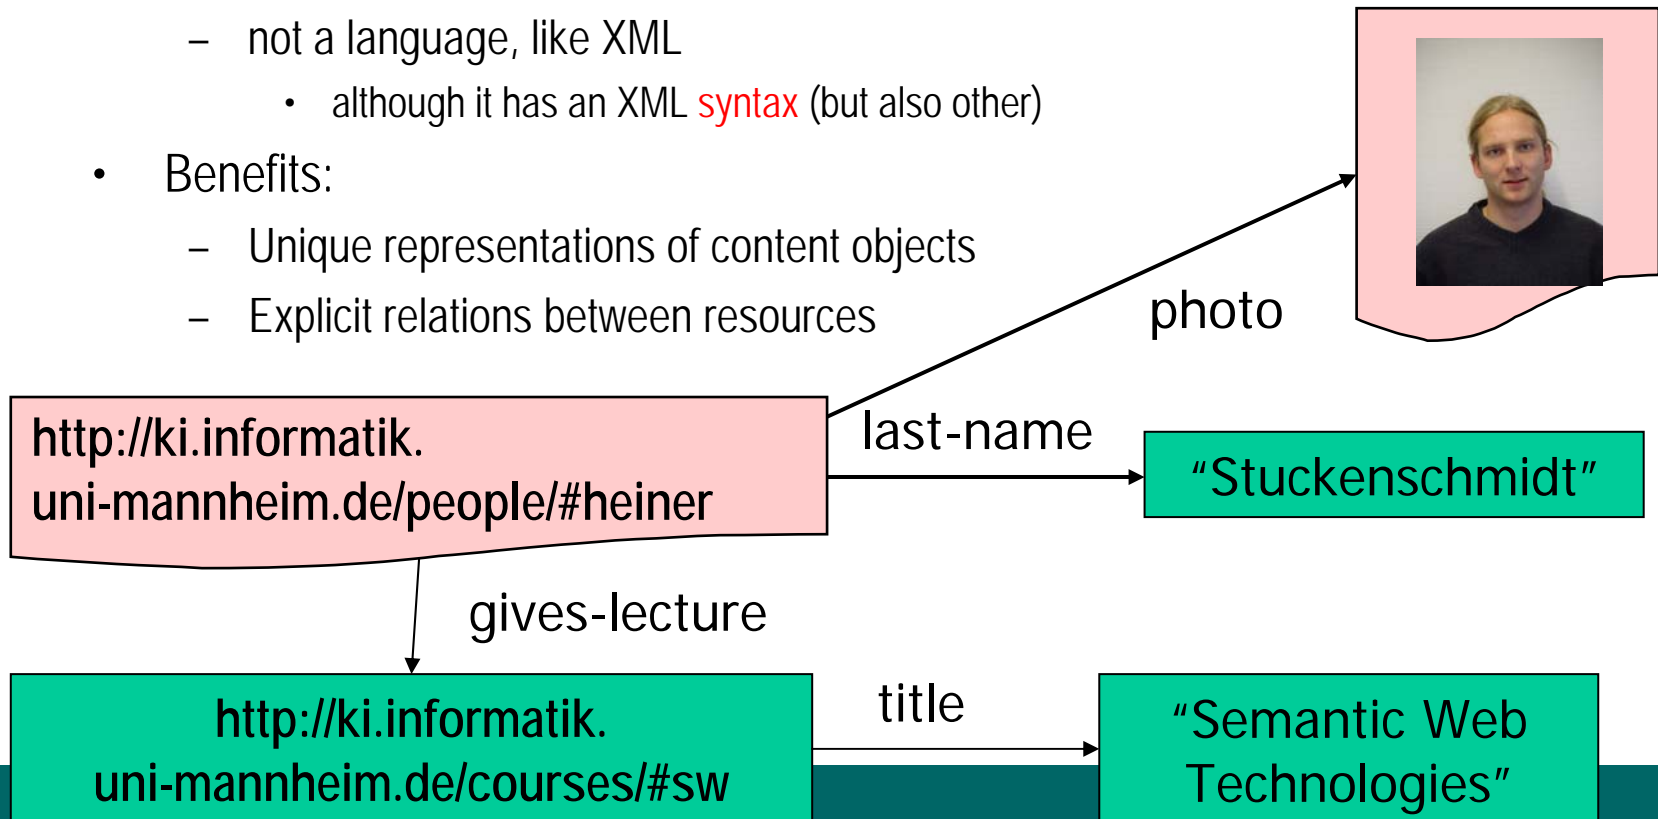 – not a language, like XML
• although it has an XML syntax (but also other)
• Benefits:
– Unique representations of content objects
– Explicit relations between resources
photo
http://ki.informatik.
uni-mannheim.de/people/#heiner
last-name
“Stuckenschmidt”
gives-lecture
http://ki.informatik.
uni-mannheim.de/courses/#sw
title
“Semantic Web
Technologies”